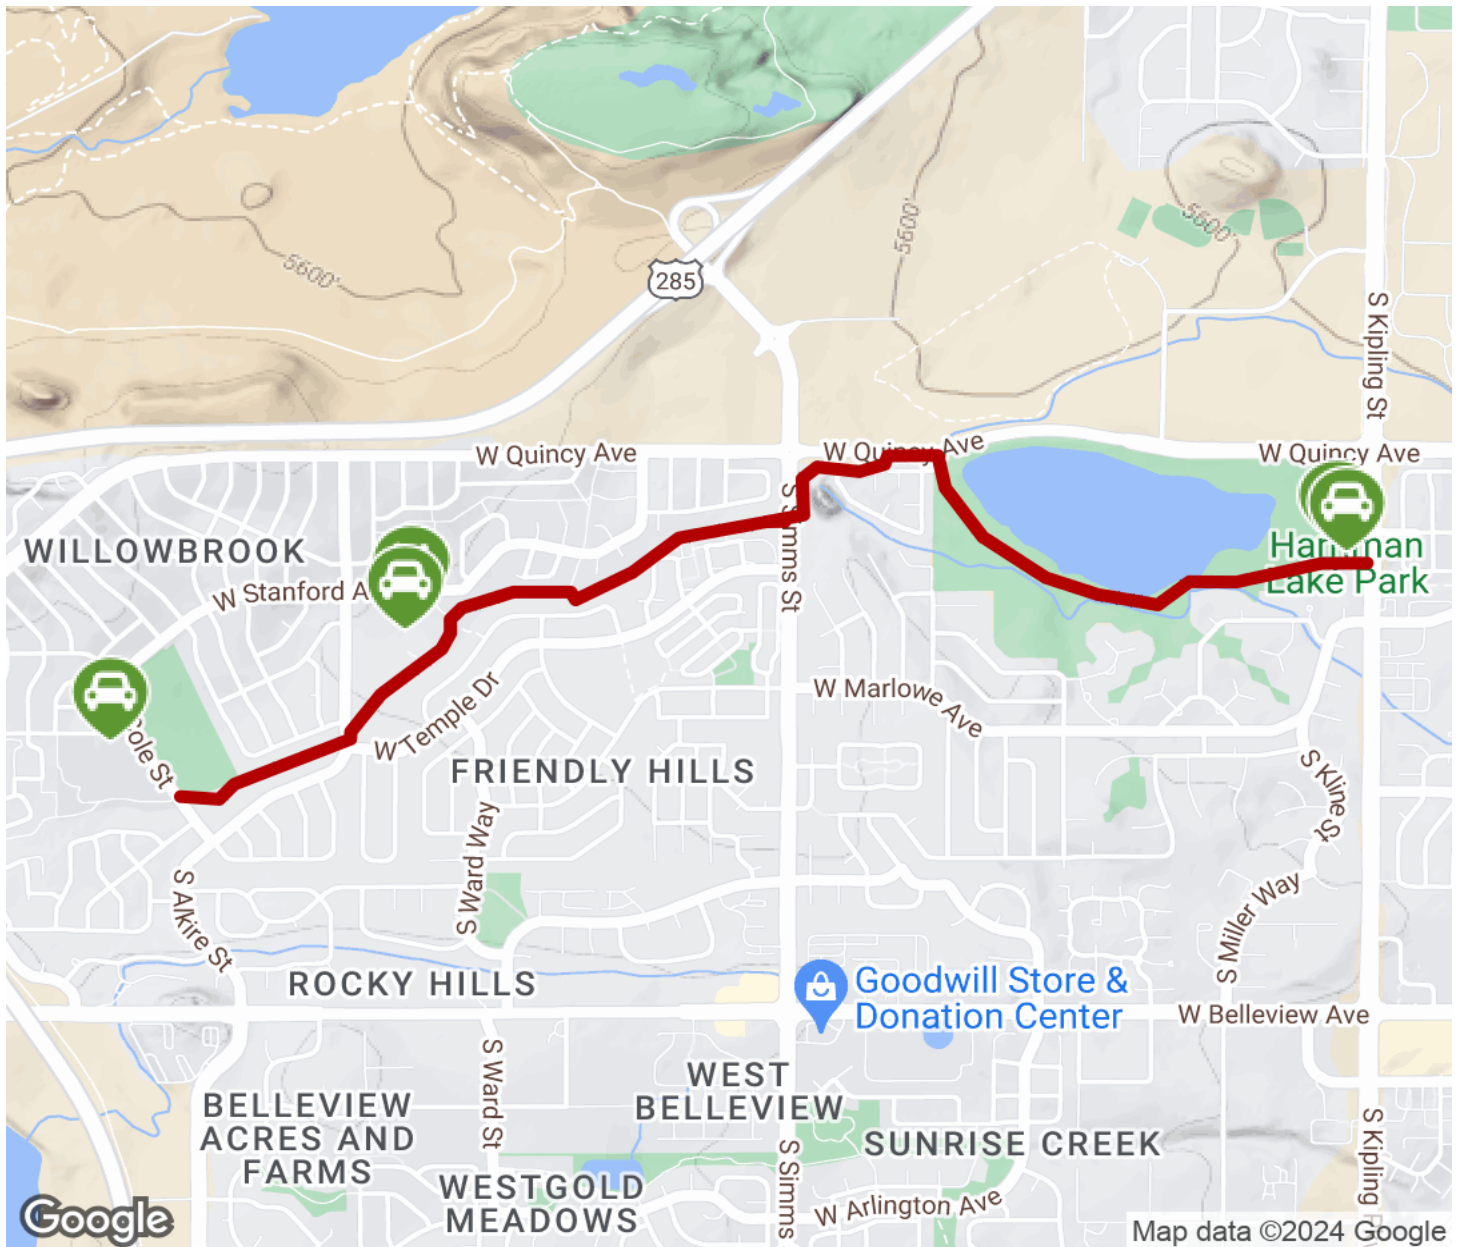 5600'
5600'
5600'
285
S Kipling St
W Quincy Ave
W Quincy Ave
W Quincy Ave
S Simms St
WILLOWBROOK
W Stanford A
Harriman
Lake Park
Cole St
W Temple Dr
W Marlowe Ave
FRIENDLY HILLS
S Kline St
S Ward Way
S Alkire St
S Miller Way
ROCKY HILLS
Goodwill Store &
Donation Center
W Belleview Ave
S Ward St
WEST
BELLEVIEW
BELLEVIEW
ACRES AND
FARMS
SUNRISE CREEK
S Kipling P
S Simms
WESTGOLD
MEADOWS
W Arlington Ave
Google
Map data ©2024 Google